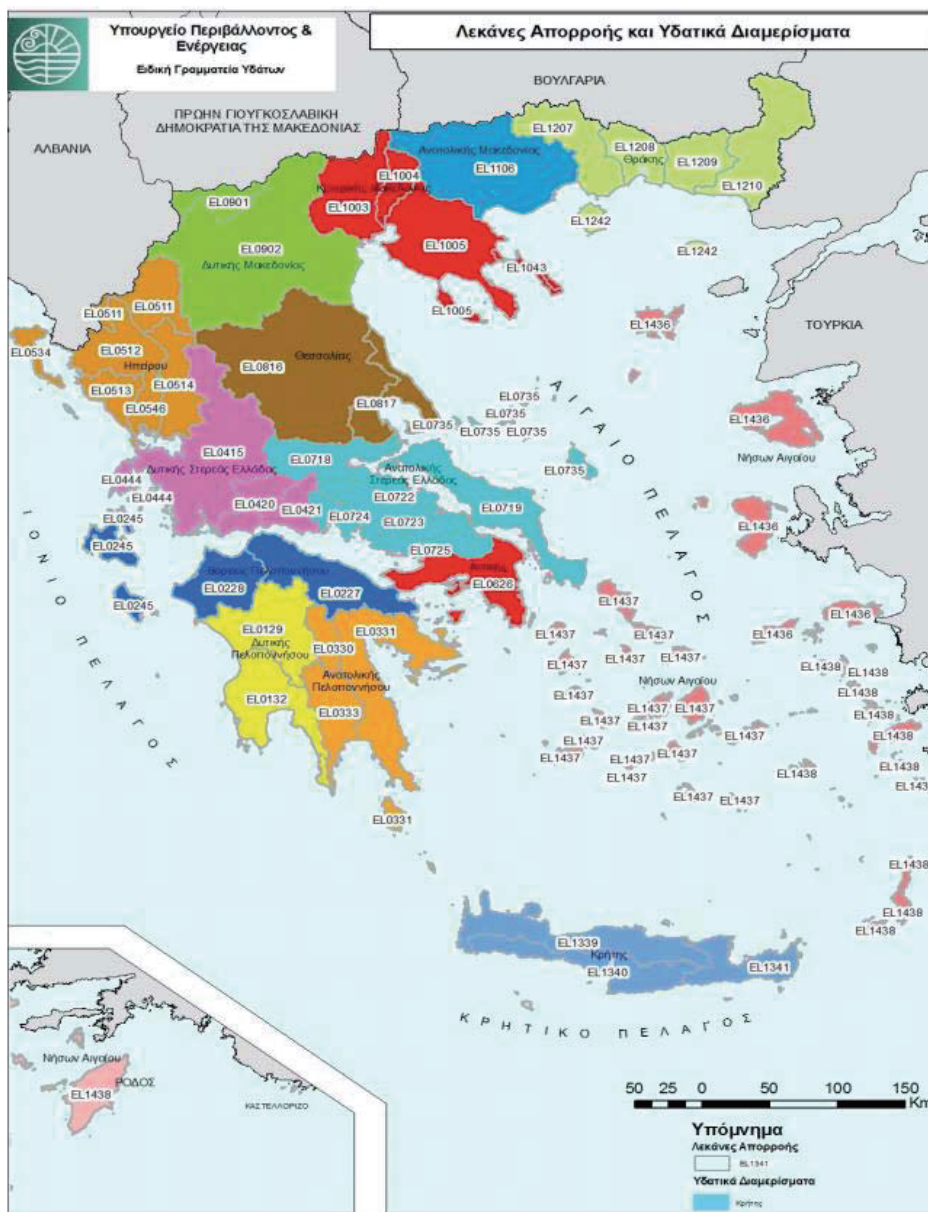 Υπουργείο Περιβάλλοντος &
Ενέργειας
Ειδική Γραμματεία Υδάτων
Λεκάνες Απορροής και Υδατικά Διαμερίσματα
ΒΟΥΛΓΑΡΙΑ
ΠΡΩΗΝ ΓΙΟΥΓΚΟΣΛΑΒΙΚΗ
ΔΗΜΟΚΡΑΤΙΑ ΤΗΣ ΜΑΚΕΔΟΝΙΑΣ
ΑΛΒΑΝΙΑ
EL1207
Ανατολικής Μακεδονίας
EL1208
Θράκης
EL1106
EL1004
EL1209
EL1210
EL0901
EL1003
EL1242
EL0902
Δυτικής Μακεδονίας
EL1005
EL1242
EL1043
EL0511
EL0511
EL1005
EL1436
ΤΟΥΡΚΙΑ
EL0534
EL0512
Ηπείρου
Θεσσαλίας
EL0816
EL0514
EL0513
EL0546
EL0817
EL0735
EL0735
EL0735
EL0735
EL0735
EL1436
EL0415
EL0718
Δυτικής Στερεάς Ελλάδας
Ανατολικής
Στερεάς Ελλάδας
EL0735
Νήσων Αιγαίου
EL0444
EL0444
EL0420
EL0421
EL0722
EL0724
EL0723
EL0719
EL0245
EL0245
EL0725
EL1436
EL0228
Βόρειας Πελοποννήσου
EL0227
Αττικής
EL0626
EL0245
EL1437
EL1436
EL1436
EL0129
Δυτικής
Πελοποννήσου
EL0331
EL0330
EL1437
EL1437
EL1437
EL1437
EL1437
EL1438
EL1438
Ανατολικής
Πελοποννήσου
Νήσων Αιγαίου
EL0132
EL0333
EL1437
EL1437
EL1437
EL1437
EL1437
EL1437
EL1437
EL1437
EL1437
EL1437
EL1438
EL1438
EL1438
EL1438
EL1438
EL1437
EL1437
EL0331
EL1438
EL1438
EL1438
EL1339
Κρήτης
EL1340
EL1341
ΙΟΝΙΟ ΠΕΛΑΓΟΣ
ΑΙΓΑΙΟ ΠΕΛΑΓΟΣ
ΚΡΗΤΙΚΟ ΠΕΛΑΓΟΣ
Νήσων Αιγαίου
ΡΟΔΟΣ
EL1438
ΚΑΣΤΕΛΛΟΡΙΖΟ
50 25 0 50 100 150
Km
Υπόμνημα
Λεκάνες Απορροής
EL1341
Υδατικά Διαμερίσματα
Κρήτης